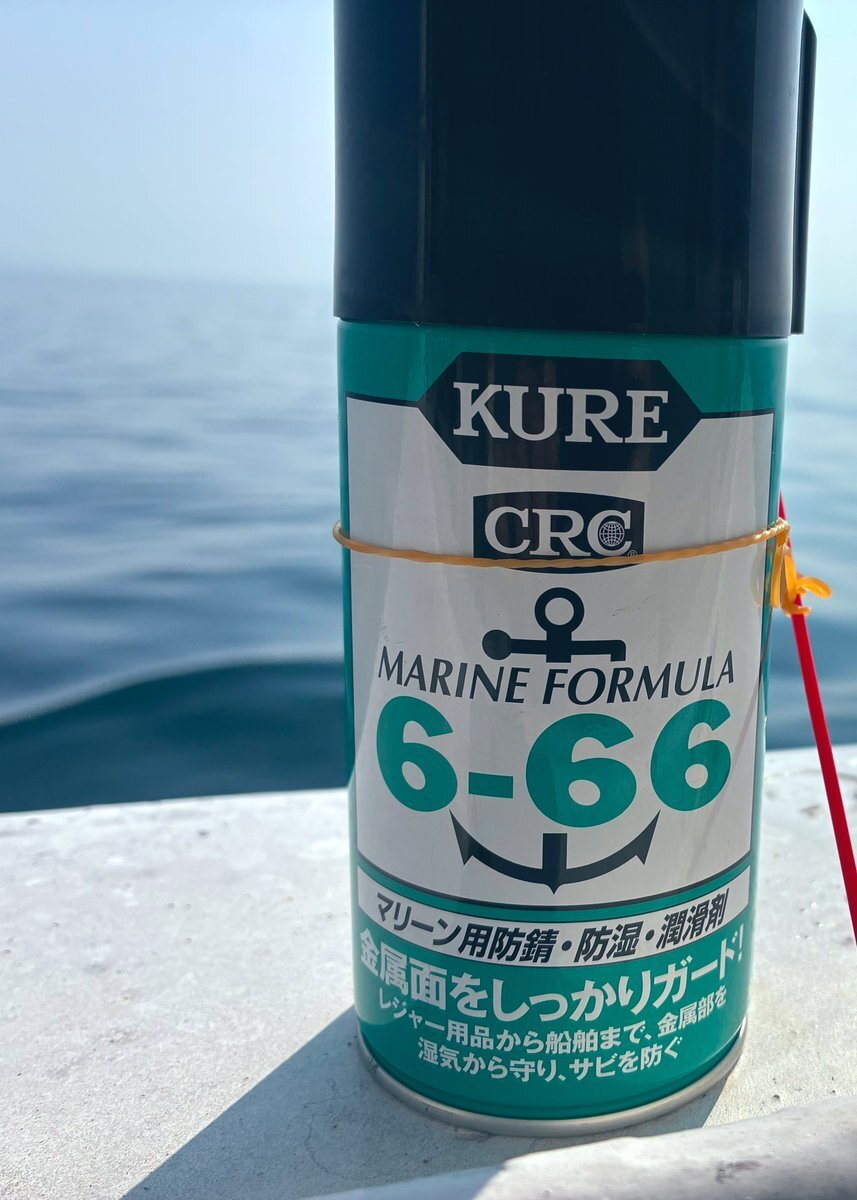 KURE
CRC
®
MARINE FORMULA
6-66
マリーン用防錆・防湿・潤滑剤
金属面をしっかりガード!
レジャー用品から船舶まで、金属部を
湿気から守り、サビを防ぐ